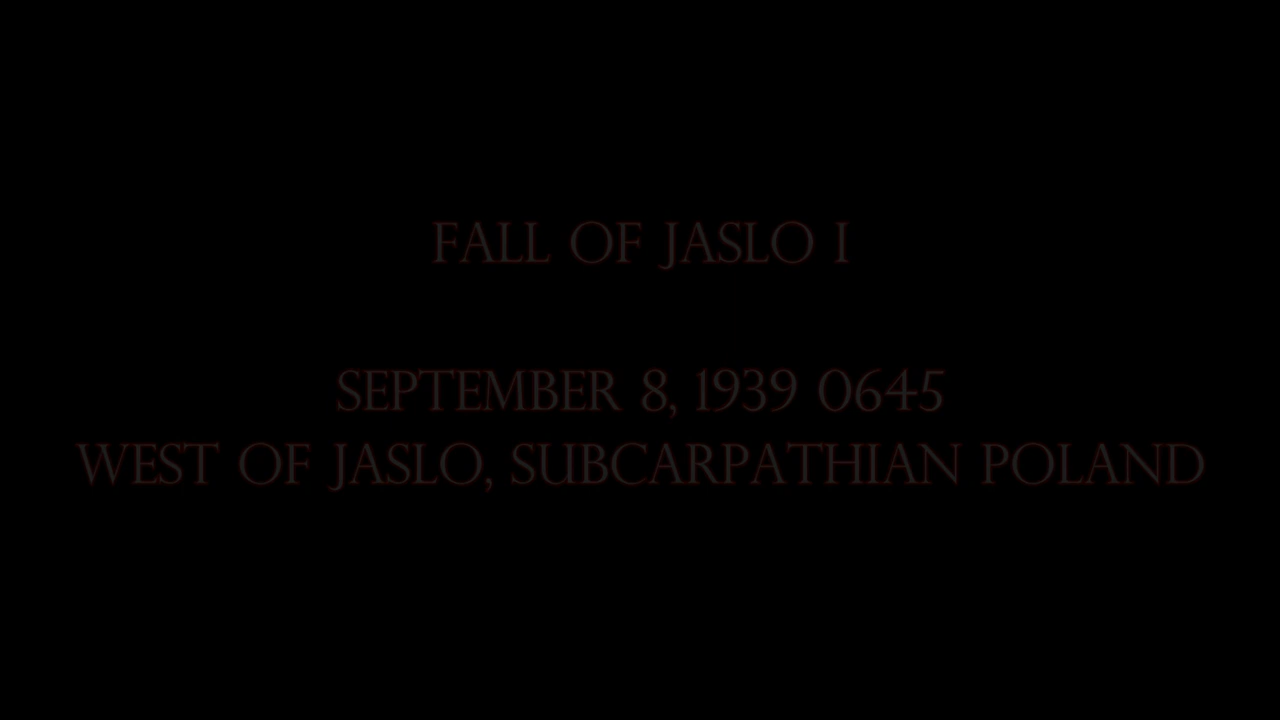 FALL OF JASLO I
SEPTEMBER 8, 1939 0645
WEST OF JASLO, SUBCARPATHIAN POLAND